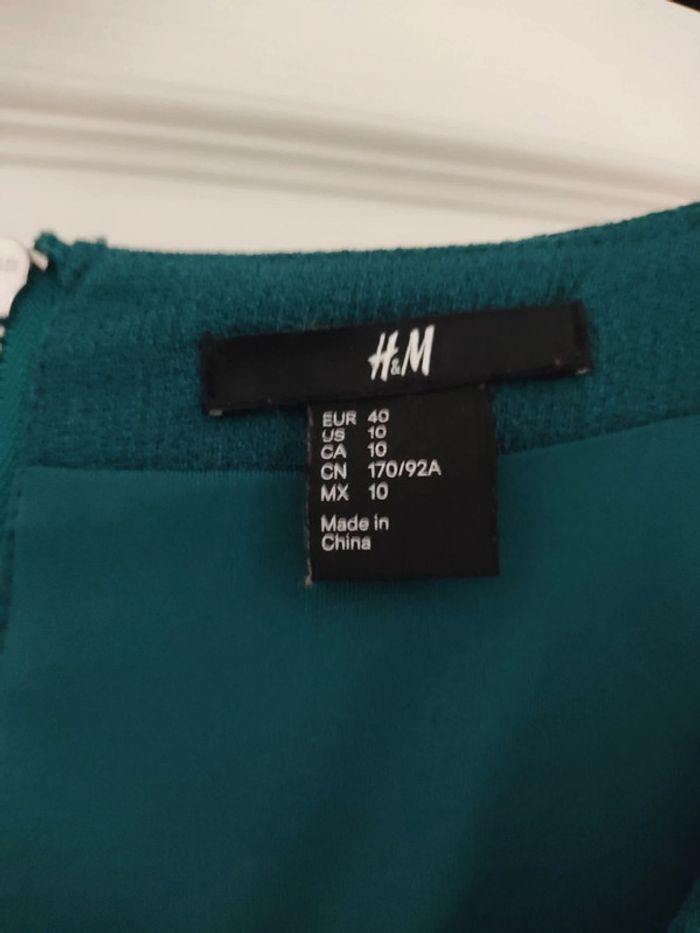 H&M
EUR 40
US 10
CA 10
CN 170/92A
MX 10
Made in
China